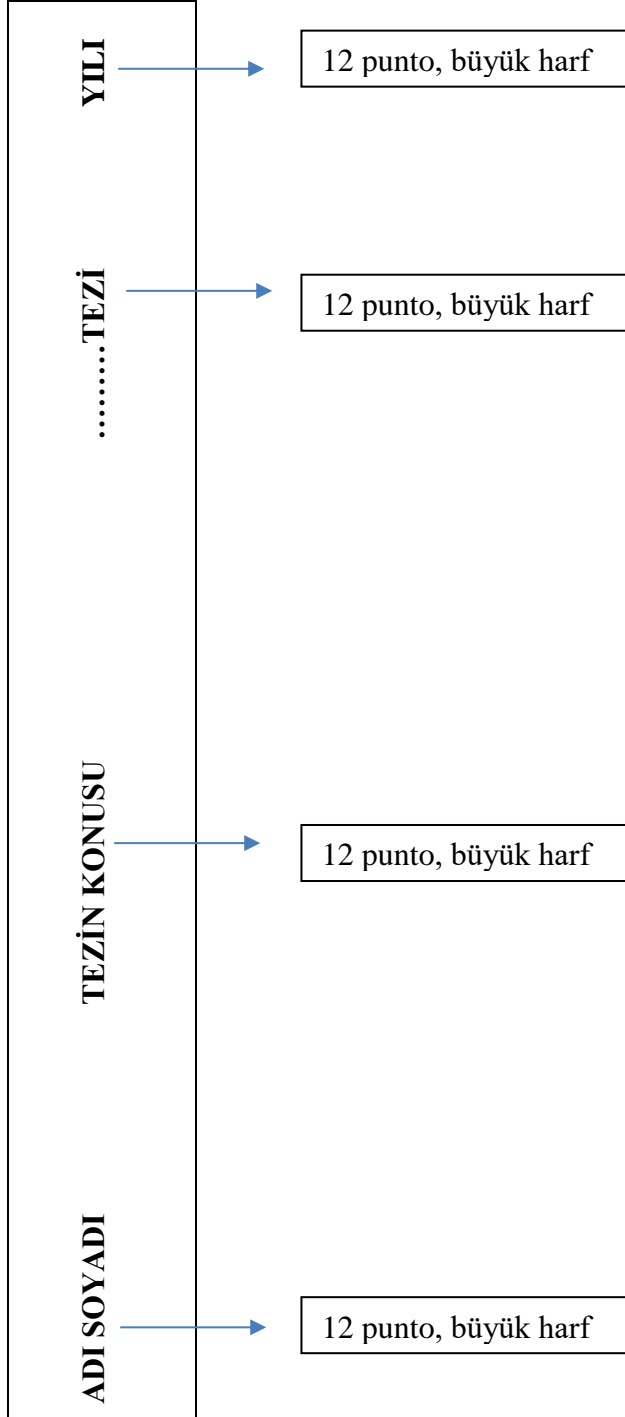 YILI
12 punto, büyük harf
……… TEZİ
12 punto, büyük harf
TEZİN KONUSU
12 punto, büyük harf
ADI SOYADI
12 punto, büyük harf